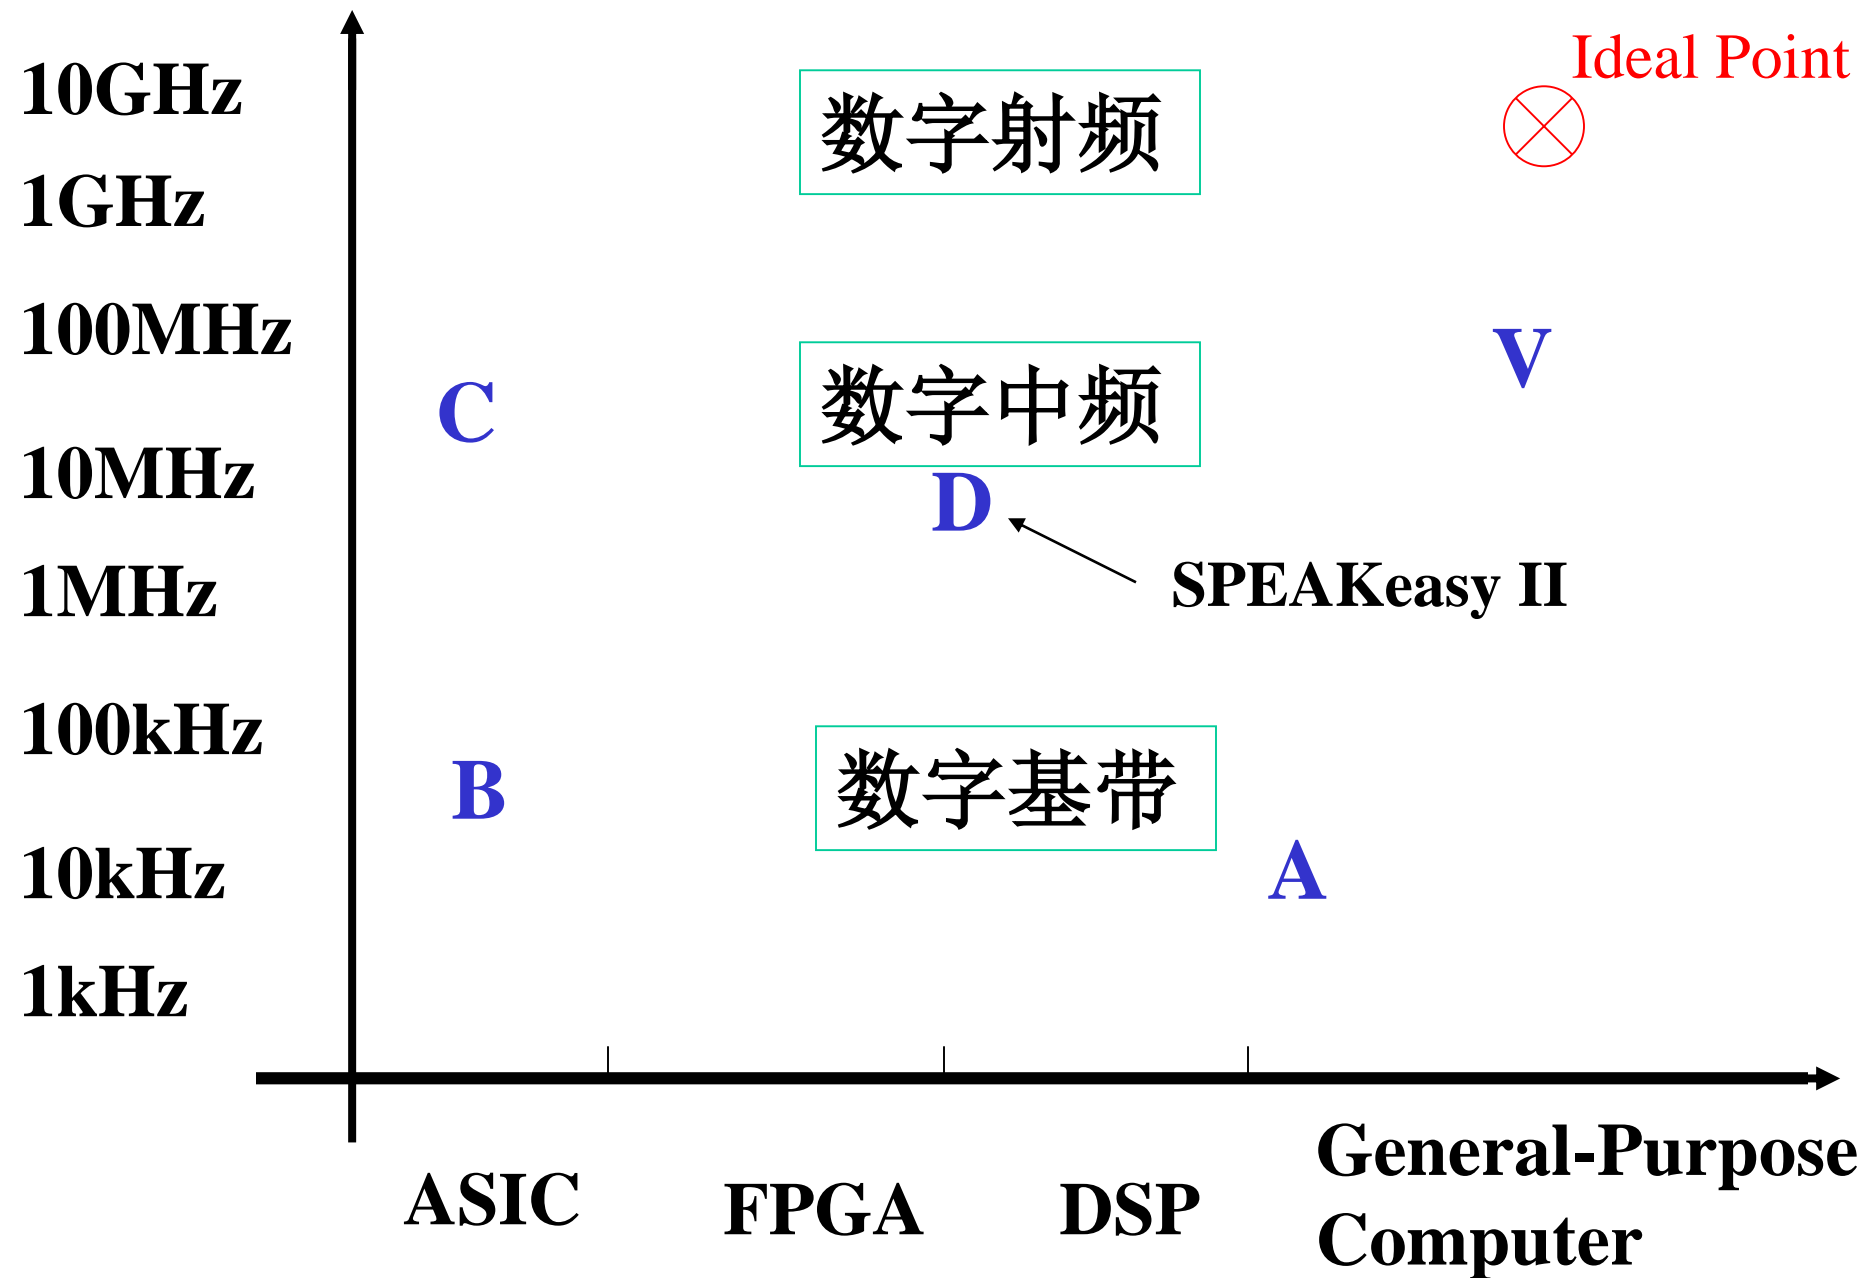 Ideal Point
10GHz
数字射频
1GHz
100MHz
V
数字中频
C
10MHz
D
SPEAKeasy II
1MHz
100kHz
B
数字基带
10kHz
A
1kHz
ASIC
FPGA
DSP
General-Purpose
Computer